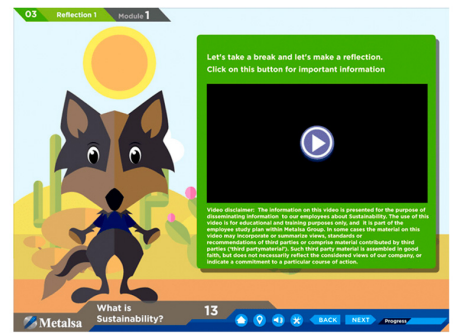 03 Reflection 1 Module 1
Let's take a break and let's make a reflection.
Click on this button for important information
Video disclaimer: The information on this video is presented for the purpose of
disseminating information to our employees about Sustainability. The use of this
video is for educational and training purposes only, and it is part of the
employee study plan within Metalsa Group. In some cases the material on this
video may incorporate or summarize views, standards or
recommendations of third parties or comprise material contributed by third
parties ("third partymaterial"). Such third party material is assembled in good
faith, but does not necessarily reflect the considered views of our company, or
indicate a commitment to a particular course of action.
Metalsa
What is
Sustainability?
13
BACK NEXT Progress